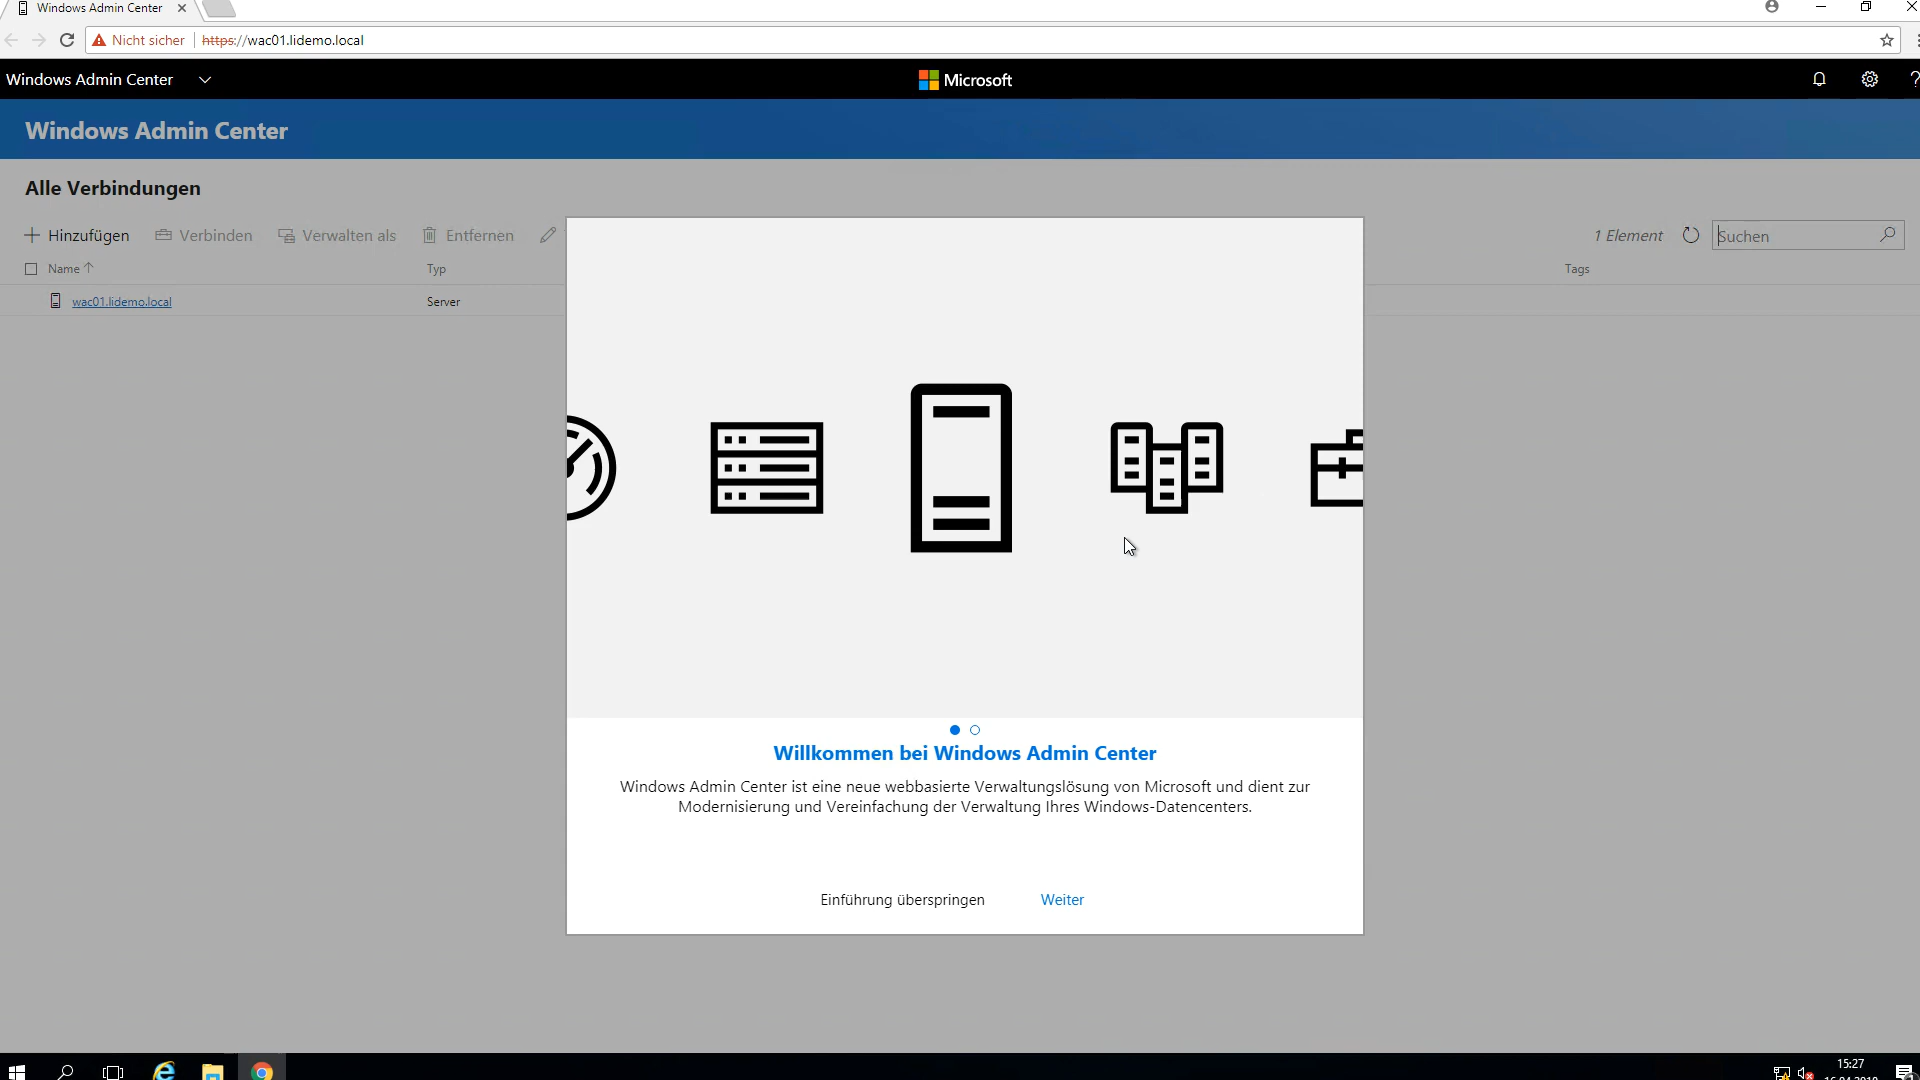 Windows Admin Center
Nicht sicher https://wac01.lidemo.local
Windows Admin Center
Microsoft
?
Windows Admin Center
Alle Verbindungen
Hinzufügen Verbinden Verwalten als Entfernen
1 Element Suchen
Name Typ Tags
wac01.lidemo.local Server
Willkommen bei Windows Admin Center
Windows Admin Center ist eine neue webbasierte Verwaltungslösung von Microsoft und dient zur
Modernisierung und Vereinfachung der Verwaltung Ihres Windows-Datencenters.
Einführung überspringen Weiter
15:27